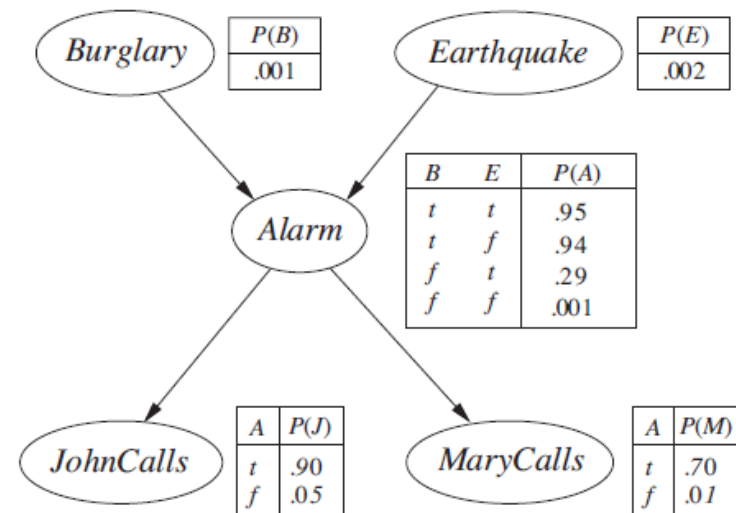 Burglary
P(B)
.001
Earthquake
P(E)
.002
Alarm
B E P(A)
t t .95
t f .94
f t .29
f f .001
JohnCalls
A P(J)
t .90
f .05
MaryCalls
A P(M)
t .70
f .01